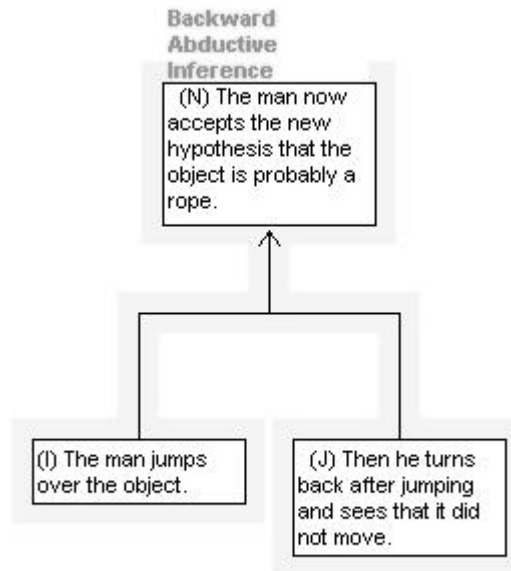 Backward
Abductive
Inference
(N) The man now
accepts the new
hypothesis that the
object is probably a
rope.
(I) The man jumps
over the object.
(J) Then he turns
back after jumping
and sees that it did
not move.